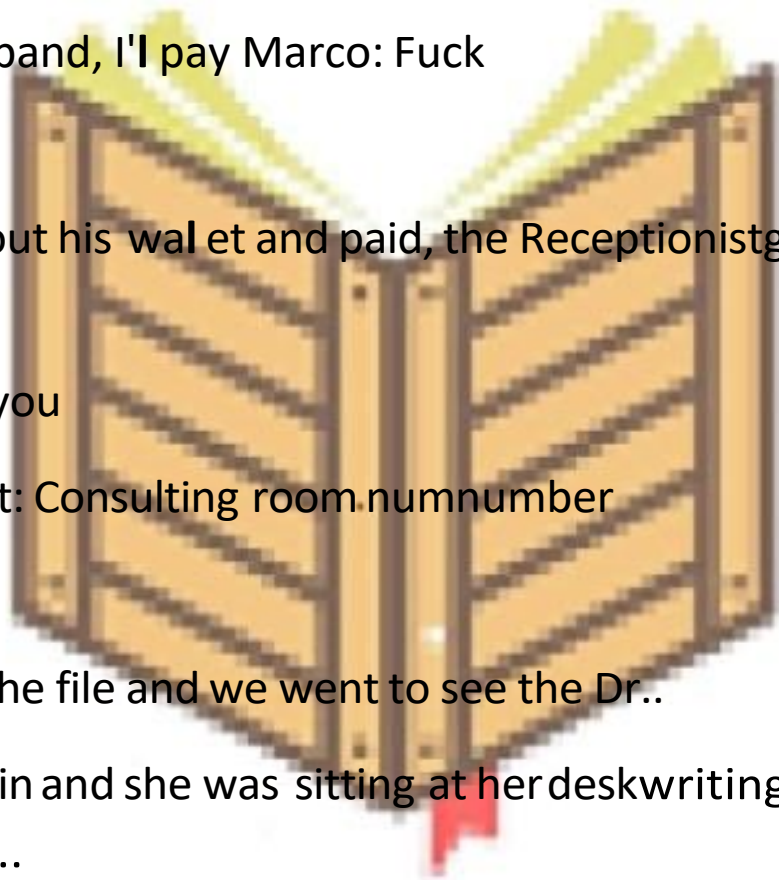 band, I'l pay Marco: Fuck
out his wal et and paid, the Receptionistg
you
t: Consulting room numnumber
he file and we went to see the Dr..
in and she was sitting at herdeskwriting
..